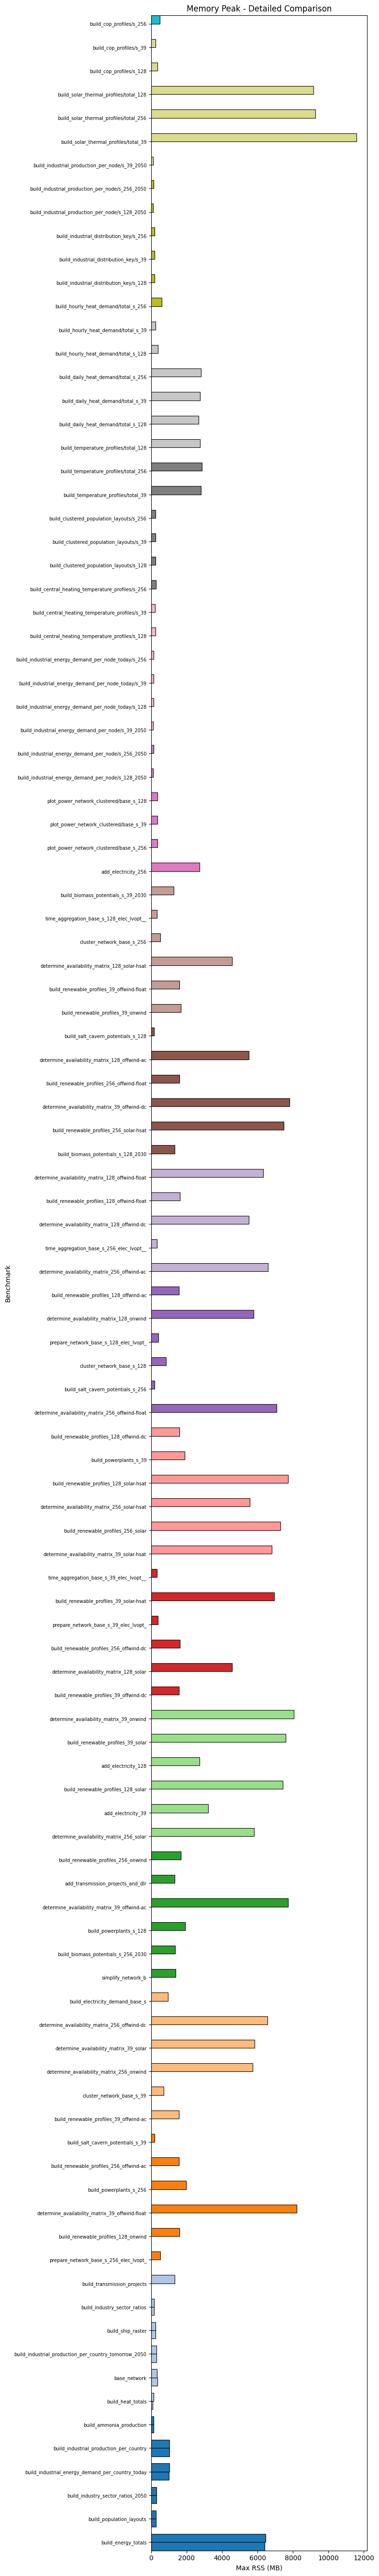 Memory Peak - Detailed Comparison
build_cop_profiles/s_256
build_cop_profiles/s_39
build_cop_profiles/s_128
build_solar_thermal_profiles/total_128
build_solar_thermal_profiles/total_256
build_solar_thermal_profiles/total_39
build_industrial_production_per_node/s_39_2050
build_industrial_production_per_node/s_256_2050
build_industrial_production_per_node/s_128_2050
build_industrial_distribution_key/s_256
build_industrial_distribution_key/s_39
build_industrial_distribution_key/s_128
build_hourly_heat_demand/total_s_256
build_hourly_heat_demand/total_s_39
build_hourly_heat_demand/total_s_128
build_daily_heat_demand/total_s_256
build_daily_heat_demand/total_s_39
build_daily_heat_demand/total_s_128
build_temperature_profiles/total_128
build_temperature_profiles/total_256
build_temperature_profiles/total_39
build_clustered_population_layouts/s_256
build_clustered_population_layouts/s_39
build_clustered_population_layouts/s_128
build_central_heating_temperature_profiles/s_256
build_central_heating_temperature_profiles/s_39
build_central_heating_temperature_profiles/s_128
build_industrial_energy_demand_per_node_today/s_256
build_industrial_energy_demand_per_node_today/s_39
build_industrial_energy_demand_per_node_today/s_128
build_industrial_energy_demand_per_node/s_39_2050
build_industrial_energy_demand_per_node/s_256_2050
build_industrial_energy_demand_per_node/s_128_2050
plot_power_network_clustered/base_s_128
plot_power_network_clustered/base_s_39
plot_power_network_clustered/base_s_256
add_electricity_256
build_biomass_potentials_s_39_2030
time_aggregation_base_s_128_elec_lvopt__
cluster_network_base_s_256
determine_availability_matrix_128_solar-hsat
build_renewable_profiles_39_offwind-float
build_renewable_profiles_39_onwind
build_salt_cavern_potentials_s_128
determine_availability_matrix_128_offwind-ac
build_renewable_profiles_256_offwind-float
determine_availability_matrix_39_offwind-dc
build_renewable_profiles_256_solar-hsat
build_biomass_potentials_s_128_2030
determine_availability_matrix_128_offwind-float
build_renewable_profiles_128_offwind-float
determine_availability_matrix_128_offwind-dc
time_aggregation_base_s_256_elec_lvopt__
determine_availability_matrix_256_offwind-ac
build_renewable_profiles_128_offwind-ac
determine_availability_matrix_128_onwind
prepare_network_base_s_128_elec_lvopt_
cluster_network_base_s_128
build_salt_cavern_potentials_s_256
determine_availability_matrix_256_offwind-float
build_renewable_profiles_128_offwind-dc
build_powerplants_s_39
build_renewable_profiles_128_solar-hsat
determine_availability_matrix_256_solar-hsat
build_renewable_profiles_256_solar
determine_availability_matrix_39_solar-hsat
time_aggregation_base_s_39_elec_lvopt__
build_renewable_profiles_39_solar-hsat
prepare_network_base_s_39_elec_lvopt_
build_renewable_profiles_256_offwind-dc
determine_availability_matrix_128_solar
build_renewable_profiles_39_offwind-dc
determine_availability_matrix_39_onwind
build_renewable_profiles_39_solar
add_electricity_128
build_renewable_profiles_128_solar
add_electricity_39
determine_availability_matrix_256_solar
build_renewable_profiles_256_onwind
add_transmission_projects_and_dlr
determine_availability_matrix_39_offwind-ac
build_powerplants_s_128
build_biomass_potentials_s_256_2030
simplify_network_b
build_electricity_demand_base_s
determine_availability_matrix_256_offwind-dc
determine_availability_matrix_39_solar
determine_availability_matrix_256_onwind
cluster_network_base_s_39
build_renewable_profiles_39_offwind-ac
build_salt_cavern_potentials_s_39
build_renewable_profiles_256_offwind-ac
build_powerplants_s_256
determine_availability_matrix_39_offwind-float
build_renewable_profiles_128_onwind
prepare_network_base_s_256_elec_lvopt_
build_transmission_projects
build_industry_sector_ratios
build_ship_raster
build_industrial_production_per_country_tomorrow_2050
base_network
build_heat_totals
build_ammonia_production
build_industrial_production_per_country
build_industrial_energy_demand_per_country_today
build_industry_sector_ratios_2050
build_population_layouts
build_energy_totals
Benchmark
0 2000 4000 6000 8000 10000 12000
Max RSS (MB)